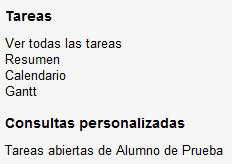 Tareas
Ver todas las tareas
Resumen
Calendario
Gantt
Consultas personalizadas
Tareas abiertas de Alumno de Prueba